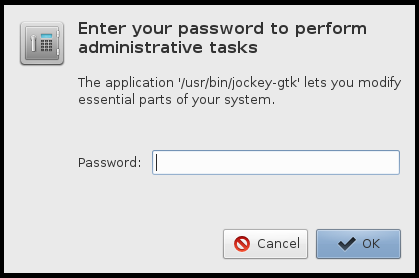 Enter your password to perform
administrative tasks
The application '/usr/bin/jockey-gtk' lets you modify
essential parts of your system.
Password:
Cancel
OK